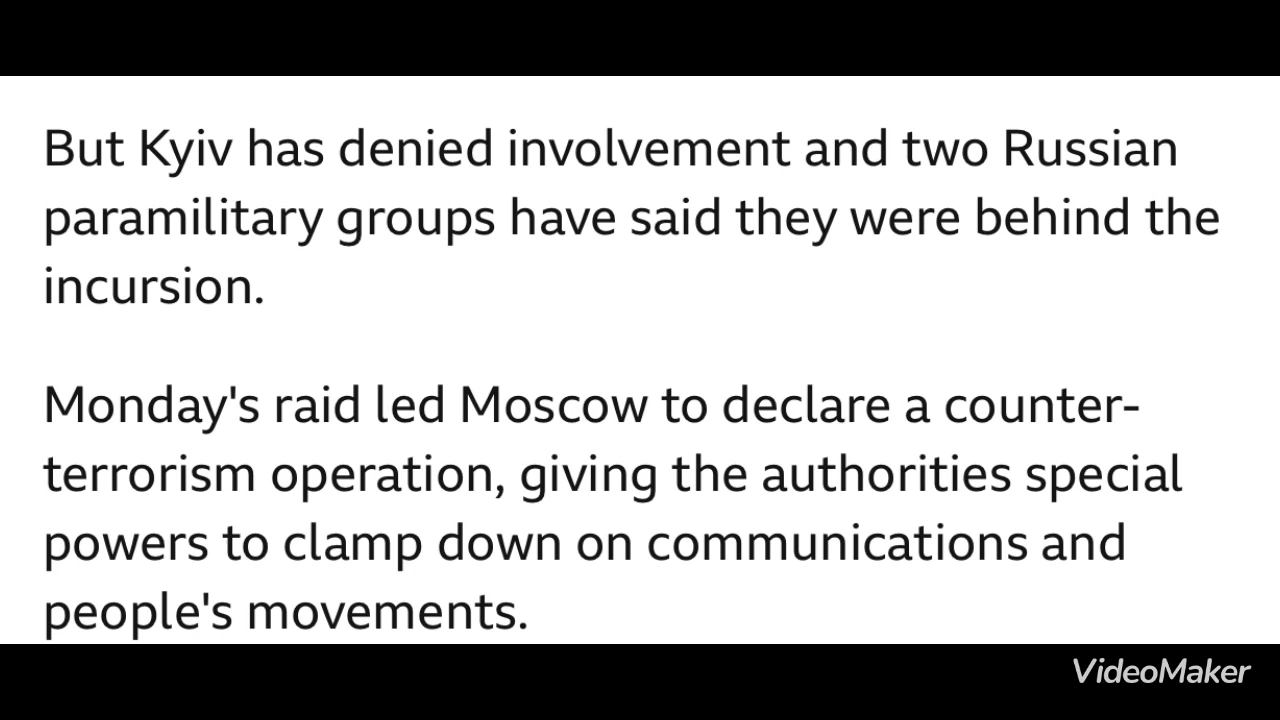 But Kyiv has denied involvement and two Russian
paramilitary groups have said they were behind the
incursion.
Monday's raid led Moscow to declare a counter-
terrorism operation, giving the authorities special
powers to clamp down on communications and
people's movements.
VideoMaker